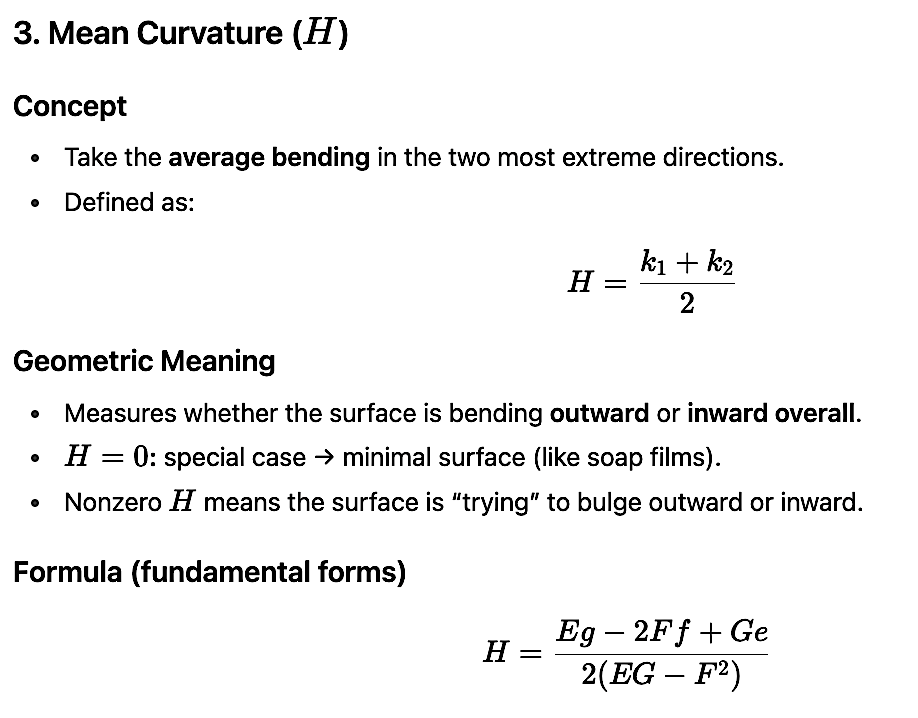 3. Mean Curvature (H)
Concept
• Take the average bending in the two most extreme directions.
• Defined as:
H = \frac{k_1 + k_2}{2}
Geometric Meaning
• Measures whether the surface is bending outward or inward overall.
• H = 0: special case → minimal surface (like soap films).
• Nonzero H means the surface is “trying” to bulge outward or inward.
Formula (fundamental forms)
H = \frac{Eg - 2Ff + Ge}{2(EG - F^2)}